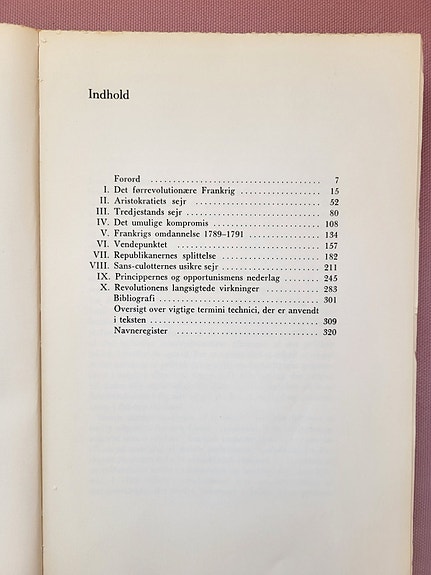 Indhold
Forord .......... 7
I. Det førrevolutionære Frankrig .......... 15
II. Aristokratiets sejr .......... 52
III. Tredjestands sejr .......... 80
IV. Det umulige kompromis .......... 108
V. Frankrigs omdannelse 1789–1791 .......... 134
VI. Vendepunktet .......... 157
VII. Republikanernes splittelse .......... 182
VIII. Sans-culotternes usikre sejr .......... 211
IX. Princippernes og opportunismens nederlag .......... 245
X. Revolutionens langsigtede virkninger .......... 283
Bibliografi .......... 301
Oversigt over vigtige termini technici, der er anvendt
i teksten .......... 309
Navneregister .......... 320